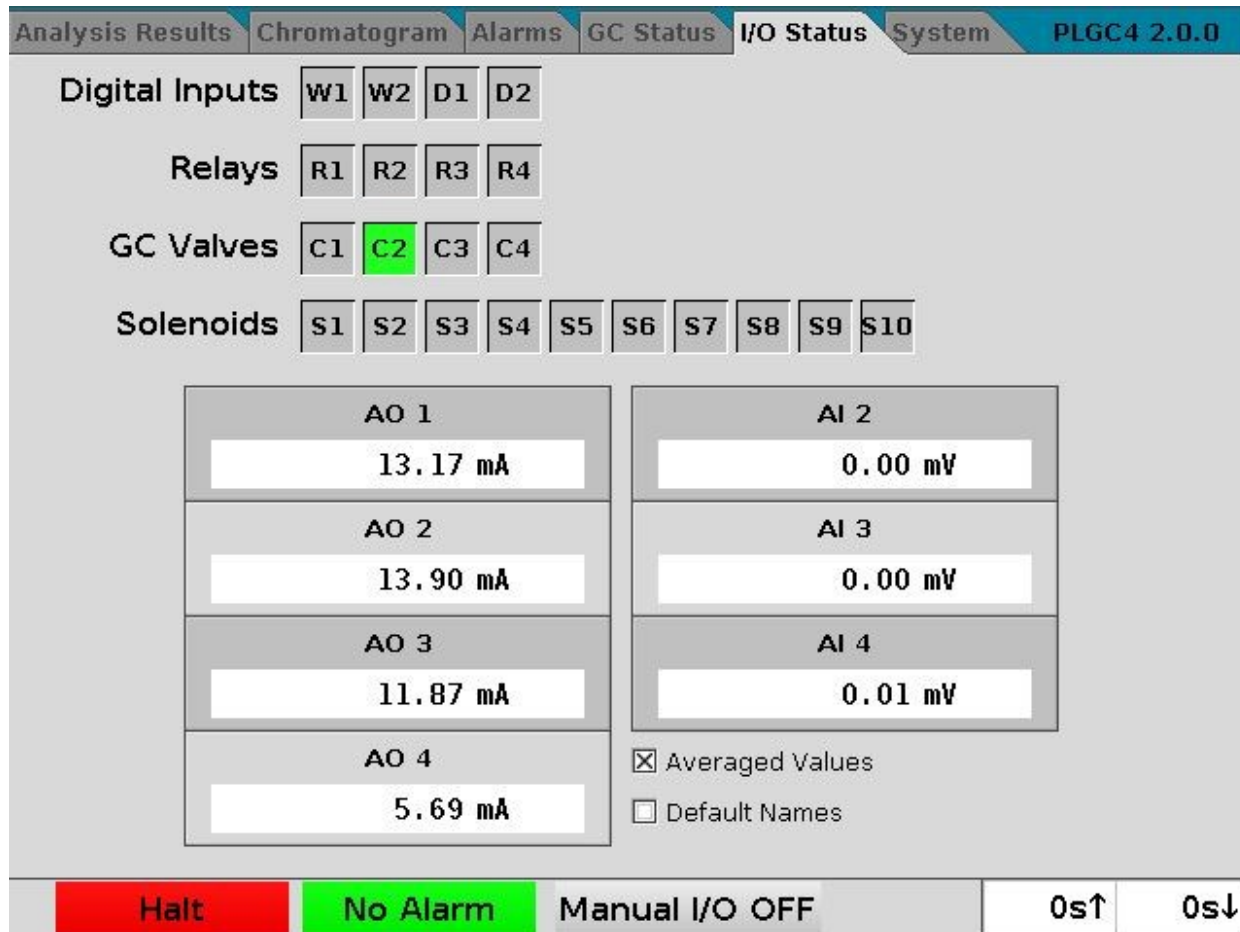 Analysis Results Chromatogram Alarms GC Status I/O Status System PLGC4 2.0.0
Digital Inputs W1 W2 D1 D2
Relays R1 R2 R3 R4
GC Valves C1 C2 C3 C4
Solenoids S1 S2 S3 S4 S5 S6 S7 S8 S9 S10
AO 1 AI 2
13.17 mA 0.00 mV
AO 2 AI 3
13.90 mA 0.00 mV
AO 3 AI 4
11.87 mA 0.01 mV
AO 4 Averaged Values
5.69 mA Default Names
Halt No Alarm Manual I/O OFF 0s↑ 0s↓